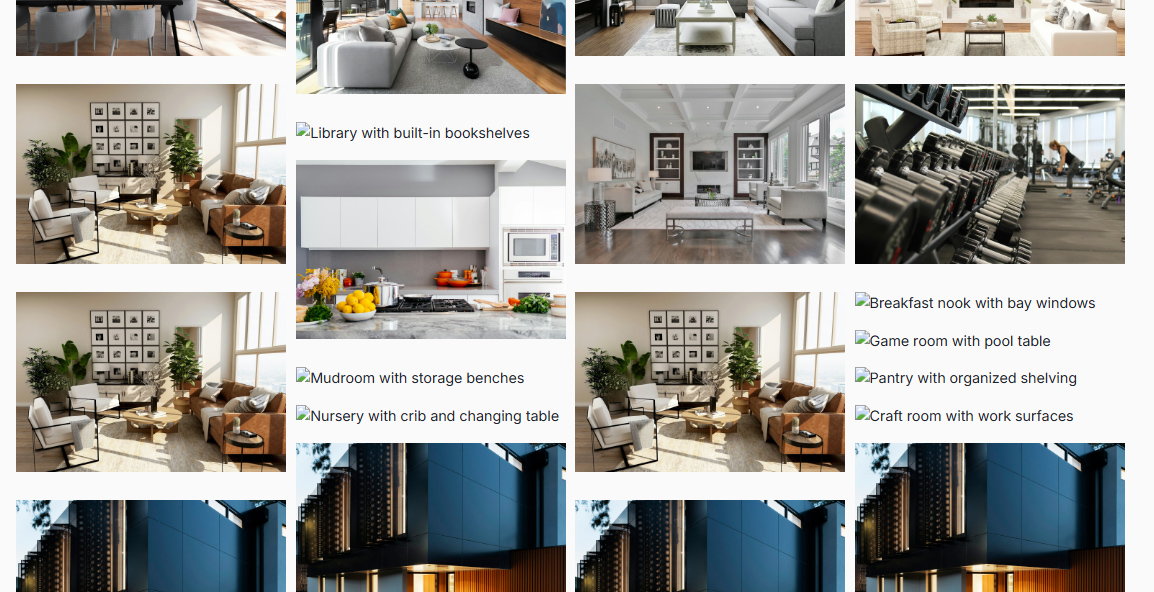 Library with built-in bookshelves
Breakfast nook with bay windows
Game room with pool table
Mudroom with storage benches
Pantry with organized shelving
Nursery with crib and changing table
Craft room with work surfaces